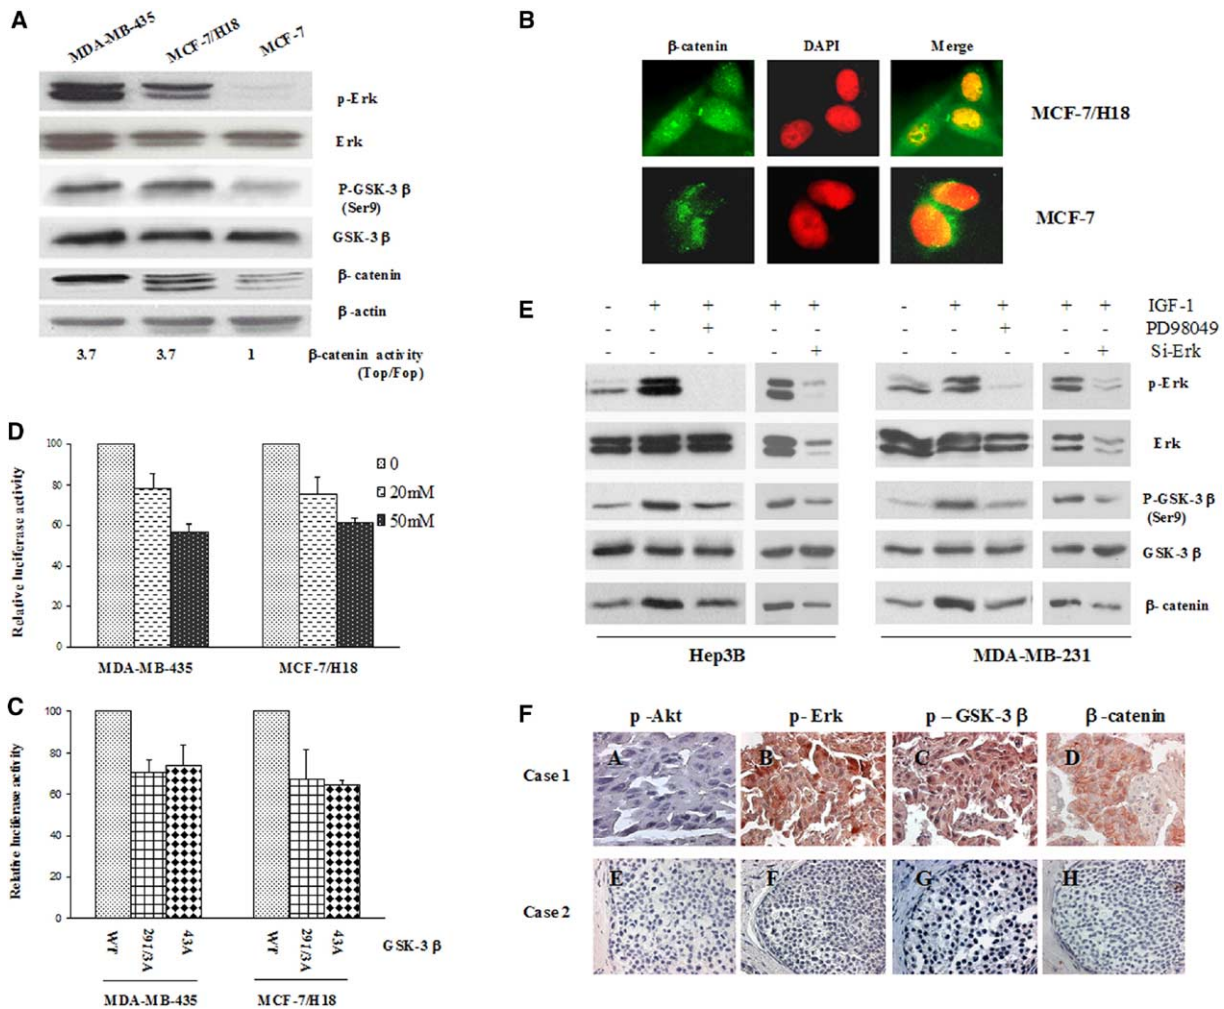 A
MDA-MB-435
MCF-7/H18
MCF-7
p-Erk
Erk
P-GSK-3 β
(Ser9)
GSK-3 β
β- catenin
β -actin
3.7 3.7 1 β-catenin activity
(Top/Fop)
B
β-catenin DAPI Merge
MCF-7/H18
MCF-7
E
- + + + + - + + + + IGF-1
- - + - - - - + - - PD98049
- - - - + - - - - + Si-Erk
p-Erk
Erk
P-GSK-3 β
(Ser9)
GSK-3 β
β- catenin
Hep3B MDA-MB-231
D
Relative luciferase activity
100
80
60
40
20
0
0
20mM
50mM
MDA-MB-435 MCF-7/H18
C
Relative luciferase activity
100
80
60
40
20
0
WT 291/3A 43A WT 291/3A 43A GSK-3 β
MDA-MB-435 MCF-7/H18
F
p -Akt p- Erk p – GSK-3 β β -catenin
Case 1
A B C D
Case 2
E F G H